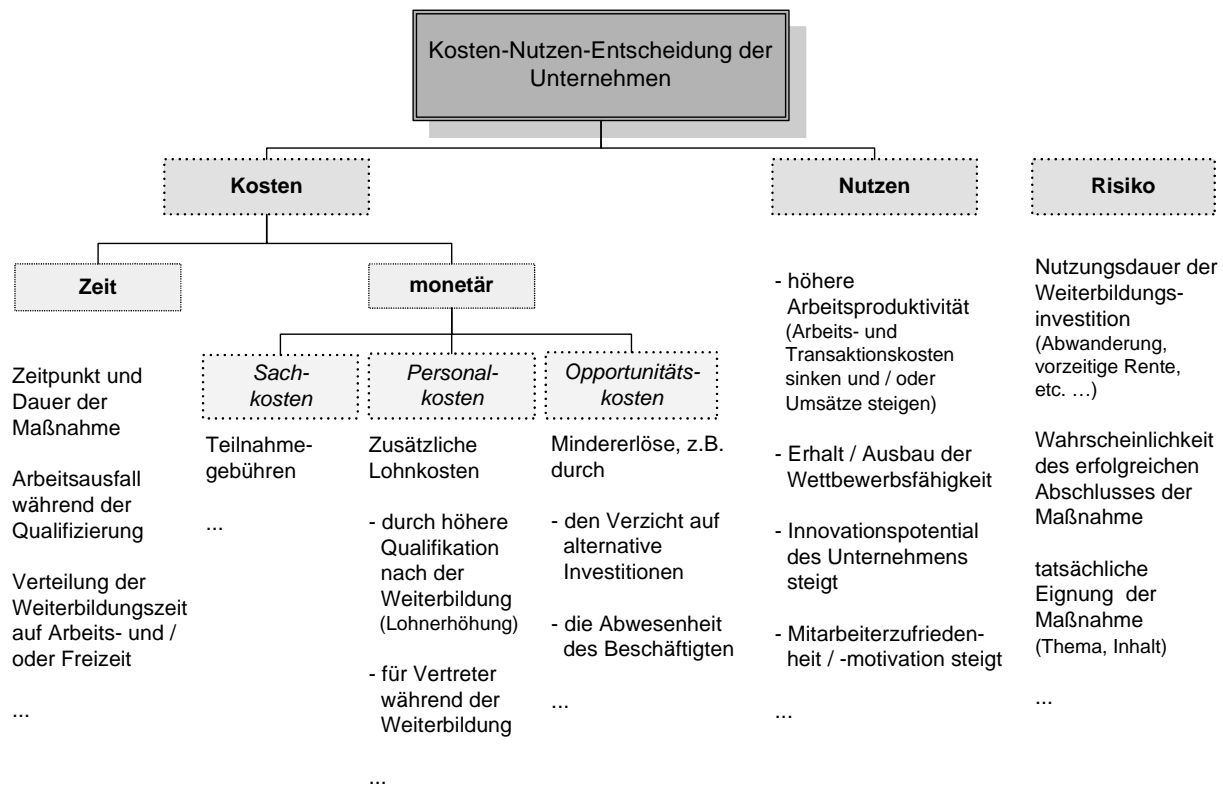 Kosten-Nutzen-Entscheidung der
Unternehmen
Kosten
Nutzen
Risiko
Zeit
monetär
Sach-
kosten
Personal-
kosten
Opportunitäts-
kosten
Zeitpunkt und
Dauer der
Maßnahme
Arbeitsausfall
während der
Qualifizierung
Verteilung der
Weiterbildungszeit
auf Arbeits- und /
oder Freizeit
...
Teilnahme-
gebühren
...
Zusätzliche
Lohnkosten
- durch höhere
Qualifikation
nach der
Weiterbildung
(Lohnerhöhung)
- für Vertreter
während der
Weiterbildung
...
Mindererlöse, z.B.
durch
- den Verzicht auf
alternative
Investitionen
- die Abwesenheit
des Beschäftigten
...
- höhere
Arbeitsproduktivität
(Arbeits- und
Transaktionskosten
sinken und / oder
Umsätze steigen)
- Erhalt / Ausbau der
Wettbewerbsfähigkeit
- Innovationspotential
des Unternehmens
steigt
- Mitarbeiterzufrieden-
heit / -motivation steigt
...
Nutzungsdauer der
Weiterbildungs-
investition
(Abwanderung,
vorzeitige Rente,
etc. …)
Wahrscheinlichkeit
des erfolgreichen
Abschlusses der
Maßnahme
tatsächliche
Eignung der
Maßnahme
(Thema, Inhalt)
...